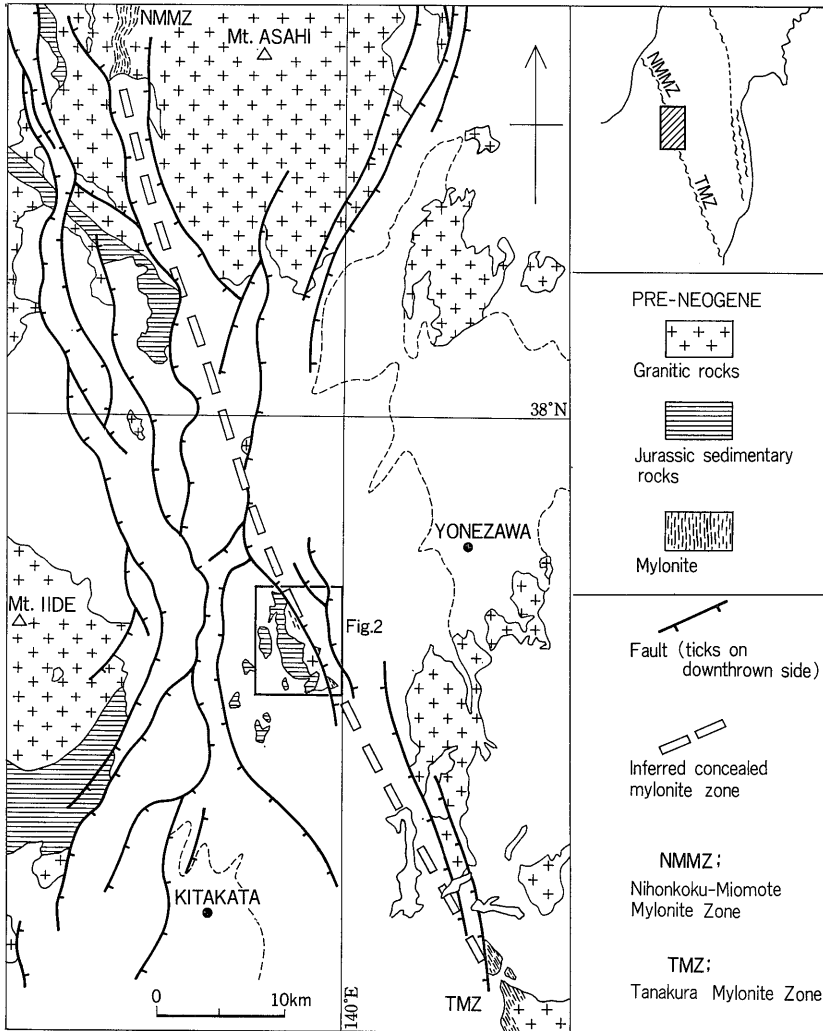 NMMZ
Mt. ASAHI
38°N
YONEZAWA
Mt. IIDE
Fig.2
KITAKATA
0 10km
140°E
TMZ
NMMZ
TMZ
PRE-NEOGENE
Granitic rocks
Jurassic sedimentary
rocks
Mylonite
Fault (ticks on
downthrown side)
Inferred concealed
mylonite zone
NMMZ;
Nihonkoku-Miomote
Mylonite Zone
TMZ;
Tanakura Mylonite Zone